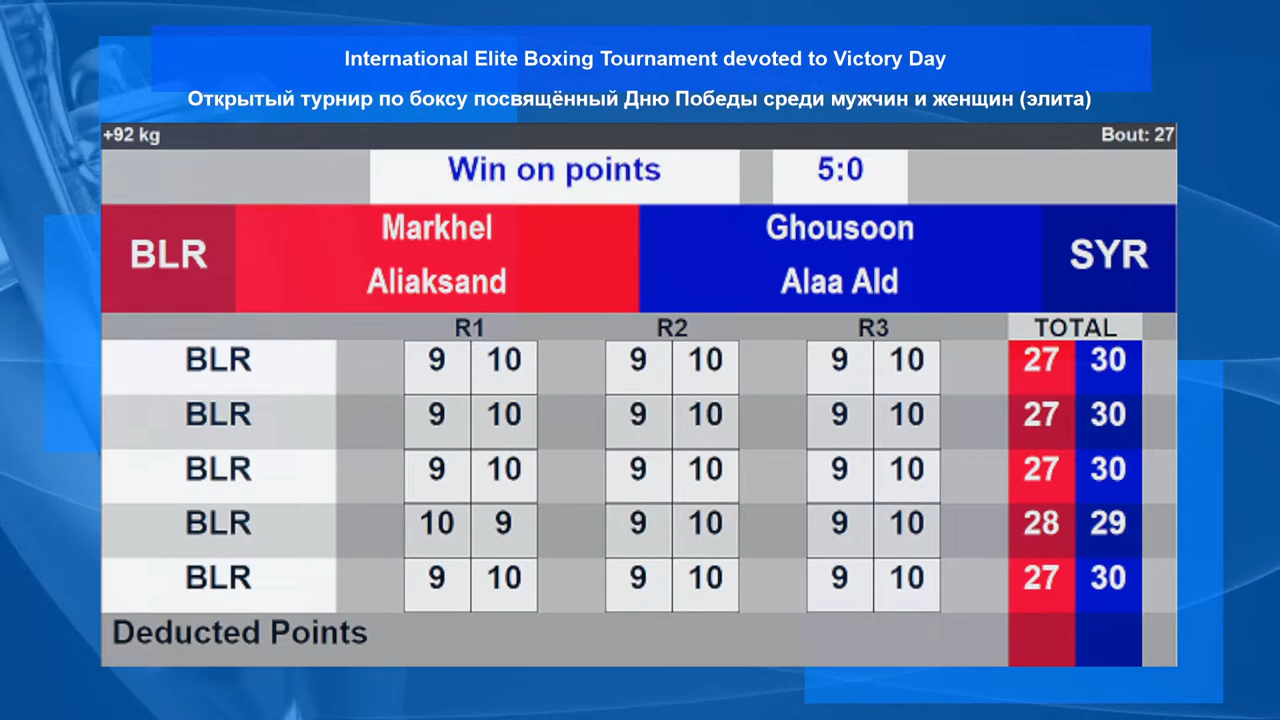 International Elite Boxing Tournament devoted to Victory Day
Открытый турнир по боксу посвящённый Дню Победы среди мужчин и женщин (элита)
+92 kg Bout: 27
Win on points 5:0
BLR Markhel Aliaksand Ghousoon Alaa Ald SYR
R1 R2 R3 TOTAL
BLR 9 10 9 10 9 10 27 30
BLR 9 10 9 10 9 10 27 30
BLR 9 10 9 10 9 10 27 30
BLR 10 9 9 10 9 10 28 29
BLR 9 10 9 10 9 10 27 30
Deducted Points